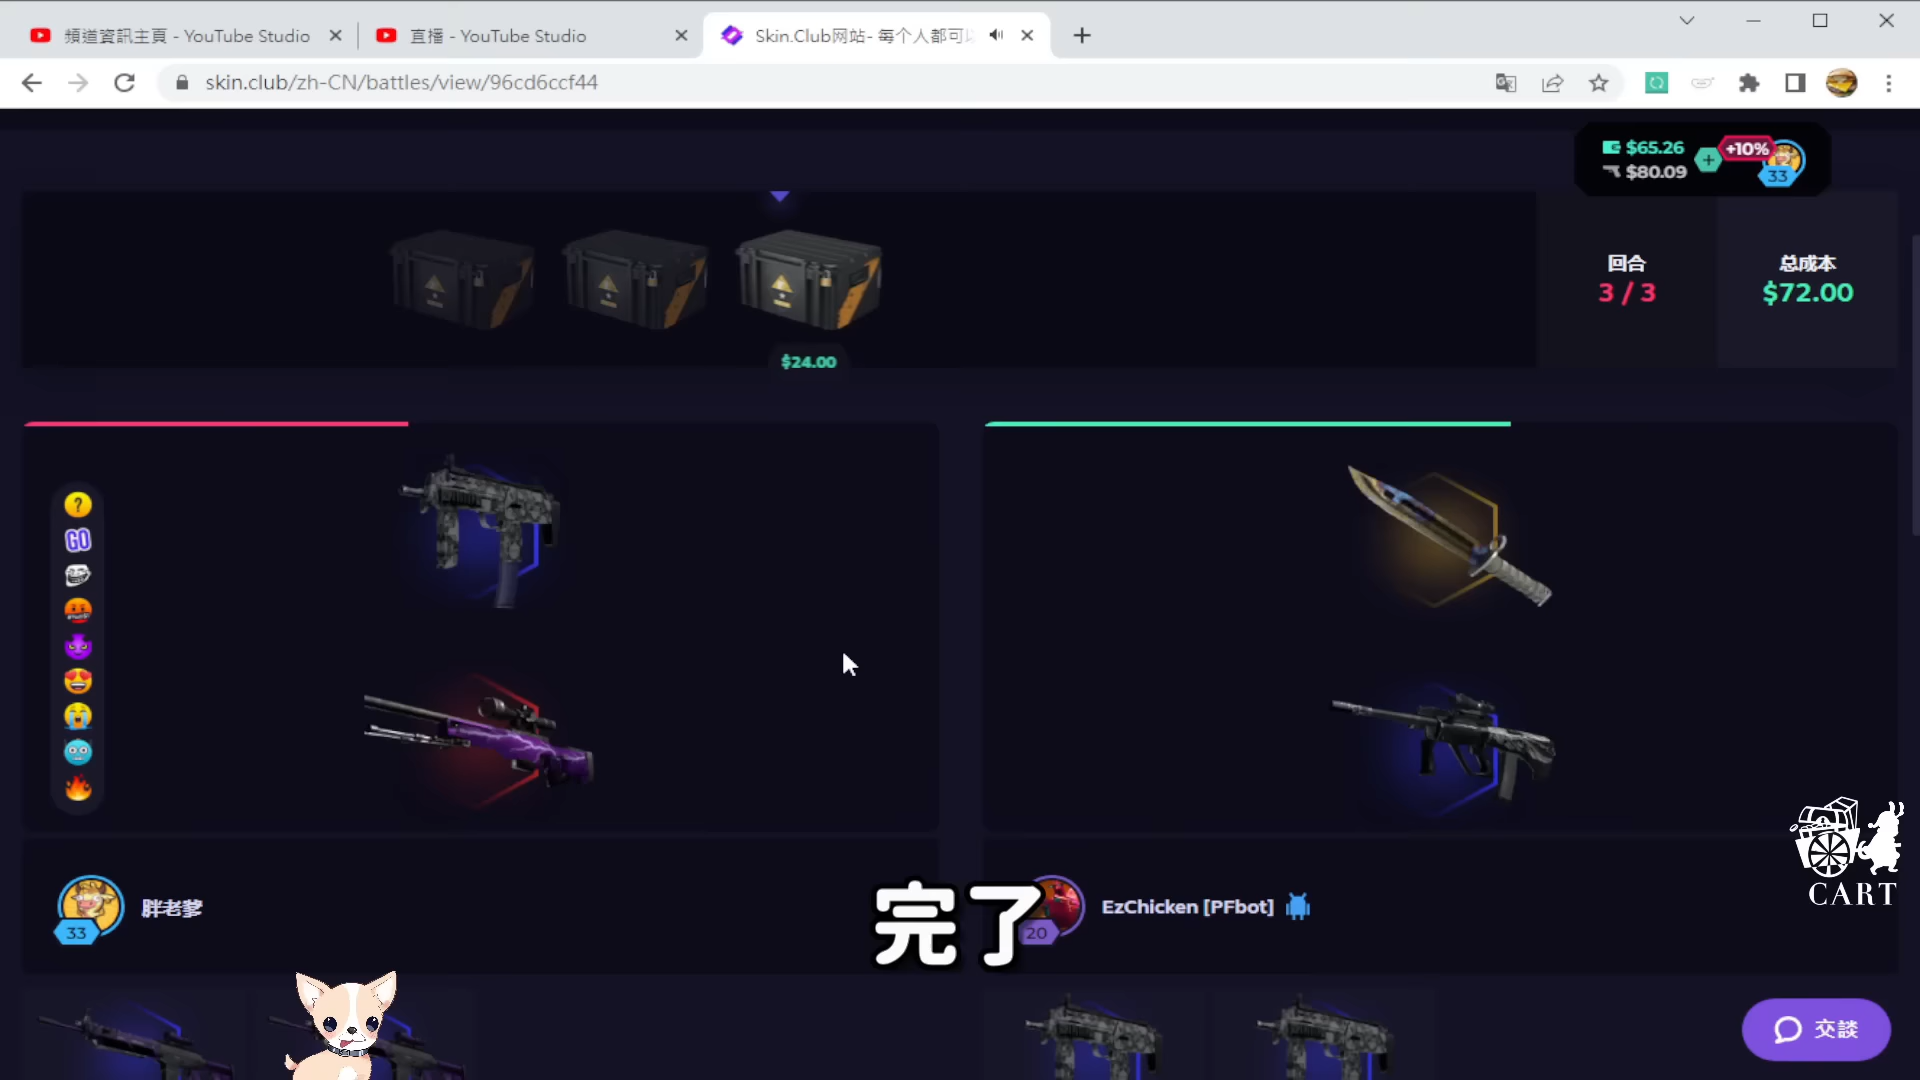 頻道資訊主頁 - YouTube Studio
直播 - YouTube Studio
Skin.Club网站- 每个人都可以
skin.club/zh-CN/battles/view/96cd6ccf44
$65.26
+10%
$80.09
33
回合
3 / 3
总成本
$72.00
$24.00
GO
胖老爹
33
完了
EzChicken [PFbot]
20
CART
交談